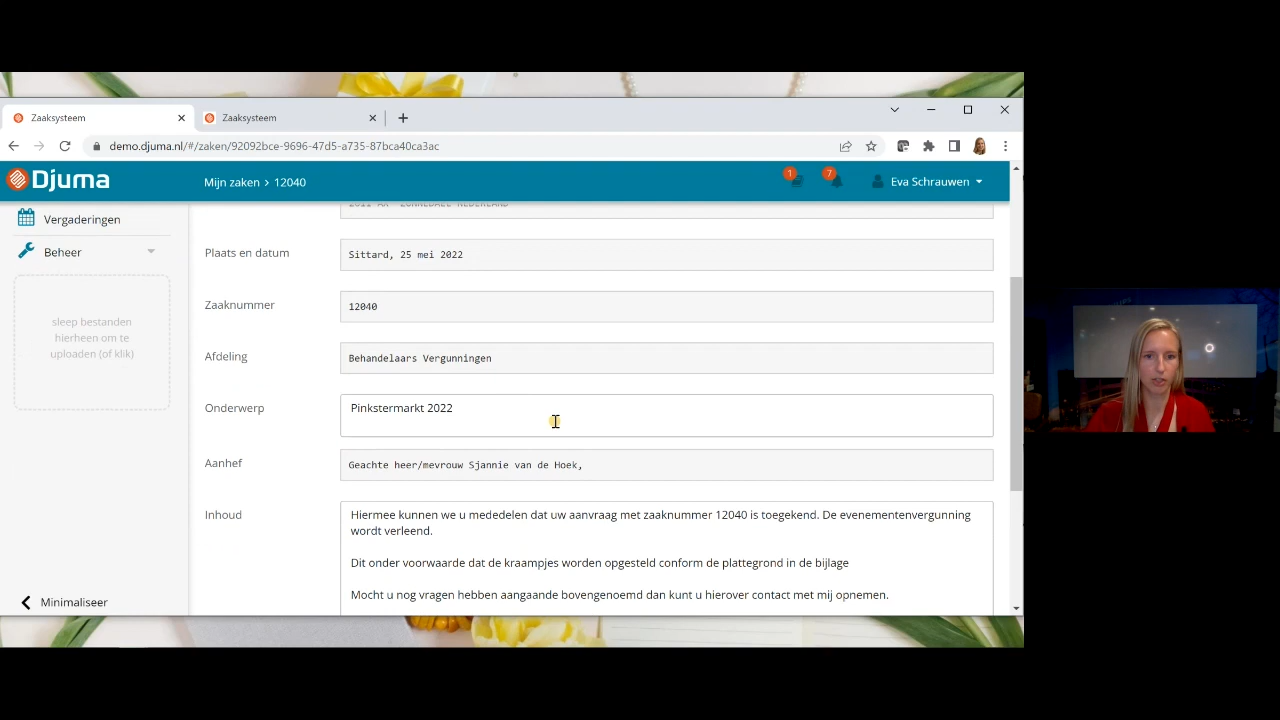 Zaaksysteem
Zaaksysteem
demo.djuma.nl/#/zaken/92092bce-9696-47d5-a735-87bca40ca3ac
Djuma
Mijn zaken > 12040
1
7
Eva Schrauwen
Vergaderingen
Beheer
sleep bestanden
hierheen om te
uploaden (of klik)
Minimaliseer
2011 AX ZONNEDAEL NEDERLAND
Plaats en datum
Sittard, 25 mei 2022
Zaaknummer
12040
Afdeling
Behandelaars Vergunningen
Onderwerp
Pinkstermarkt 2022
Aanhef
Geachte heer/mevrouw Sjannie van de Hoek,
Inhoud
Hiermee kunnen we u mededelen dat uw aanvraag met zaaknummer 12040 is toegekend. De evenementenvergunning
wordt verleend.
Dit onder voorwaarde dat de kraampjes worden opgesteld conform de plattegrond in de bijlage
Mocht u nog vragen hebben aangaande bovengenoemd dan kunt u hierover contact met mij opnemen.